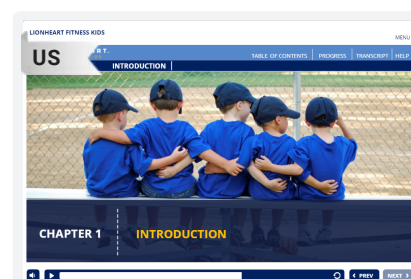 LIONHEART FITNESS KIDS
MENU
US
R T.
TABLE OF CONTENTS
PROGRESS
TRANSCRIPT
HELP
INTRODUCTION
CHAPTER 1
INTRODUCTION
PREV
NEXT